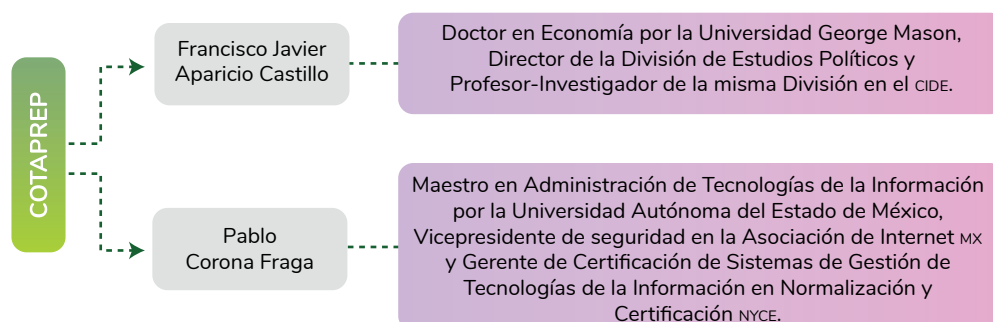 COTAPREP
Francisco Javier
Aparicio Castillo
Doctor en Economía por la Universidad George Mason,
Director de la División de Estudios Políticos y
Profesor-Investigador de la misma División en el CIDE.
Pablo
Corona Fraga
Maestro en Administración de Tecnologías de la Información
por la Universidad Autónoma del Estado de México,
Vicepresidente de seguridad en la Asociación de Internet MX
y Gerente de Certificación de Sistemas de Gestión de
Tecnologías de la Información en Normalización y
Certificación NYCE.